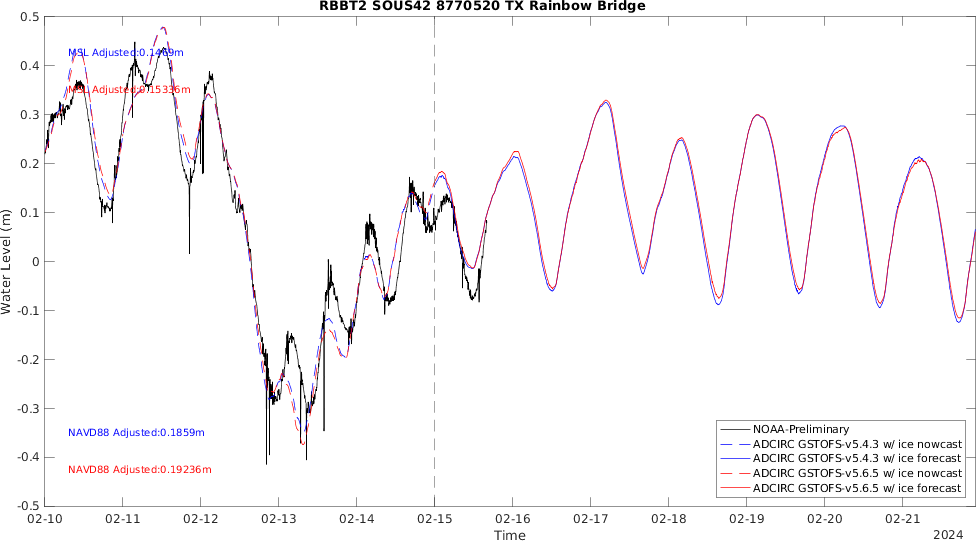 RBBT2 SOUS42 8770520 TX Rainbow Bridge
0.5
0.4
0.3
0.2
0.1
0
-0.1
-0.2
-0.3
-0.4
-0.5
Water Level (m)
MSL Adjusted:0.1469m
MSL Adjusted:0.15336m
NAVD88 Adjusted:0.1859m
NAVD88 Adjusted:0.19236m
NOAA-Preliminary
ADCIRC GSTOFS-v5.4.3 w/ ice nowcast
ADCIRC GSTOFS-v5.4.3 w/ ice forecast
ADCIRC GSTOFS-v5.6.5 w/ ice nowcast
ADCIRC GSTOFS-v5.6.5 w/ ice forecast
02-10 02-11 02-12 02-13 02-14 02-15 02-16 02-17 02-18 02-19 02-20 02-21
Time
2024